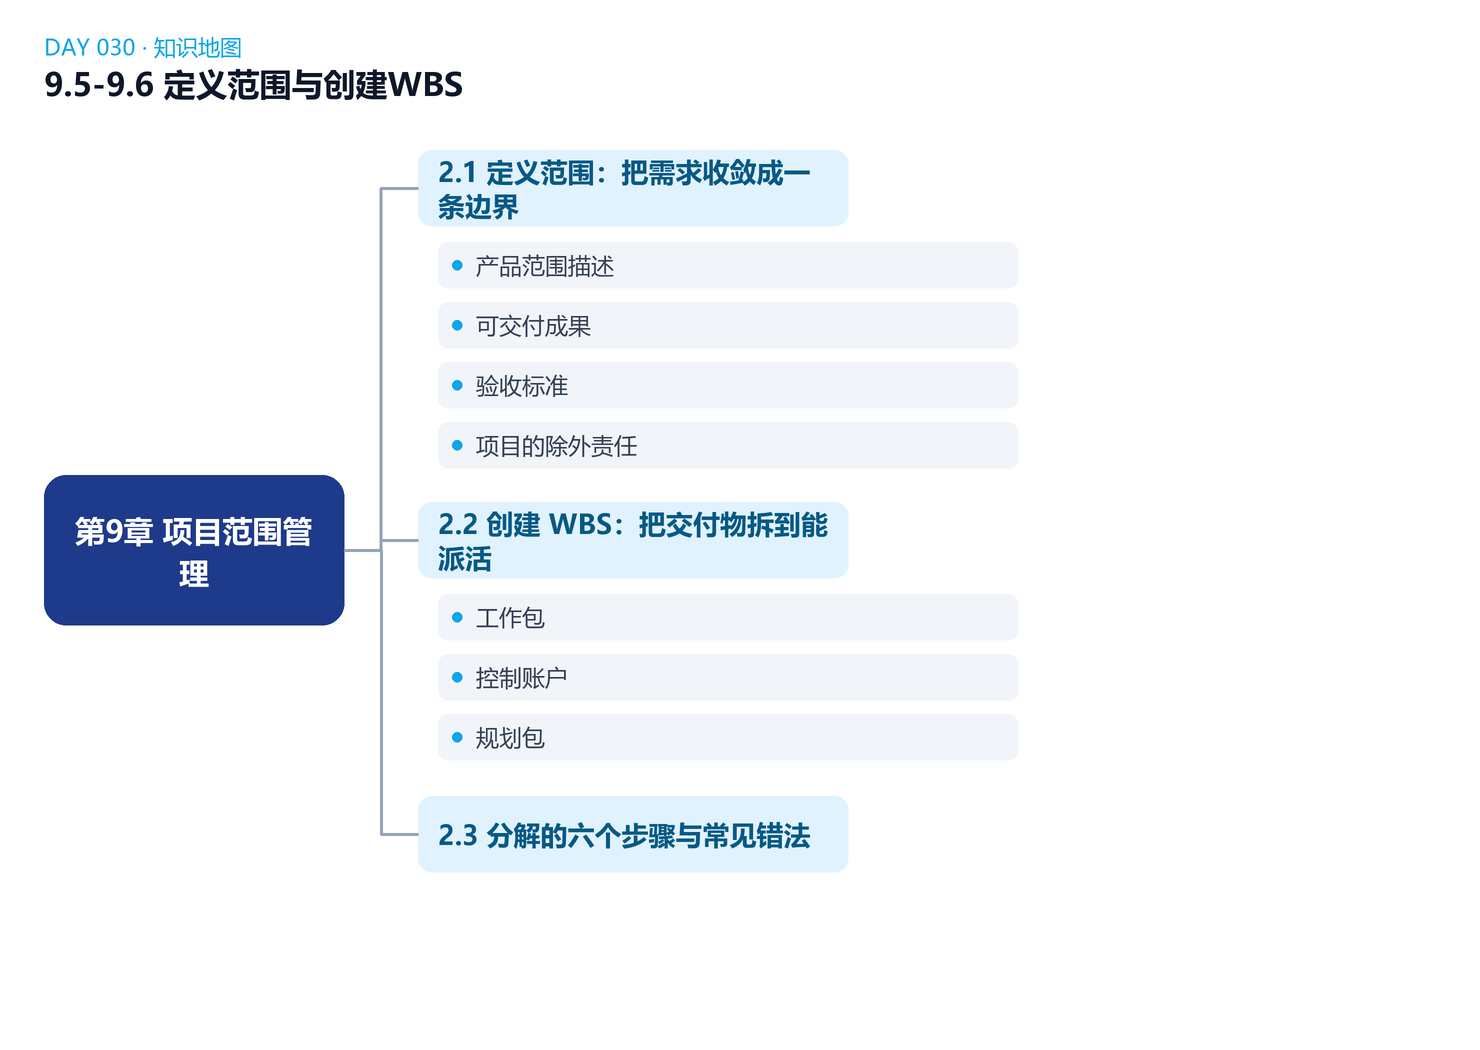 DAY 030 · 知识地图
9.5-9.6 定义范围与创建WBS
2.1 定义范围：把需求收敛成一
条边界
产品范围描述
可交付成果
验收标准
项目的除外责任
第9章 项目范围管
理
2.2 创建 WBS：把交付物拆到能
派活
工作包
控制账户
规划包
2.3 分解的六个步骤与常见错法